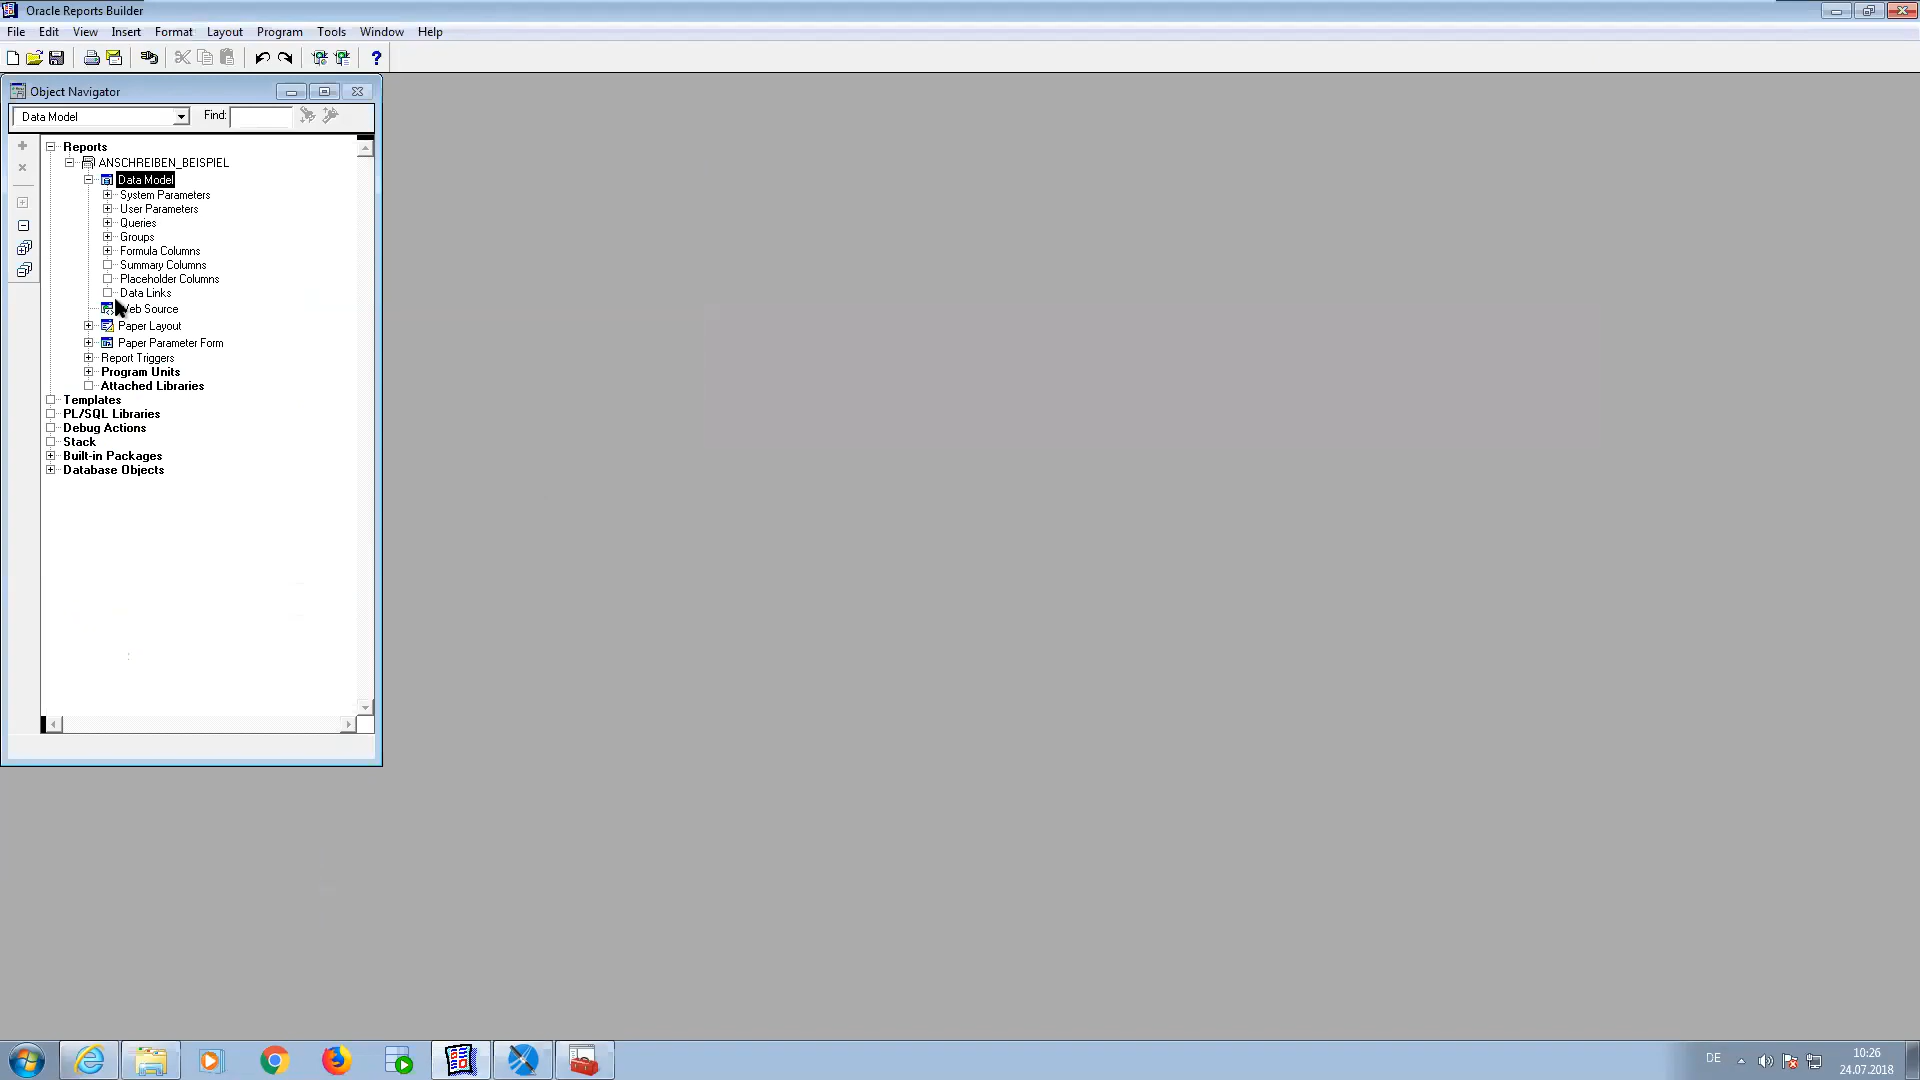 Oracle Reports Builder
File Edit View Insert Format Layout Program Tools Window Help
Object Navigator
Data Model Find:
Reports
ANSCHREIBEN_BEISPIEL
Data Model
System Parameters
User Parameters
Queries
Groups
Formula Columns
Summary Columns
Placeholder Columns
Data Links
Source
Paper Layout
Paper Parameter Form
Report Triggers
Program Units
Attached Libraries
Templates
PL/SQL Libraries
Debug Actions
Stack
Built-in Packages
Database Objects
DE
10:26
24.07.2018